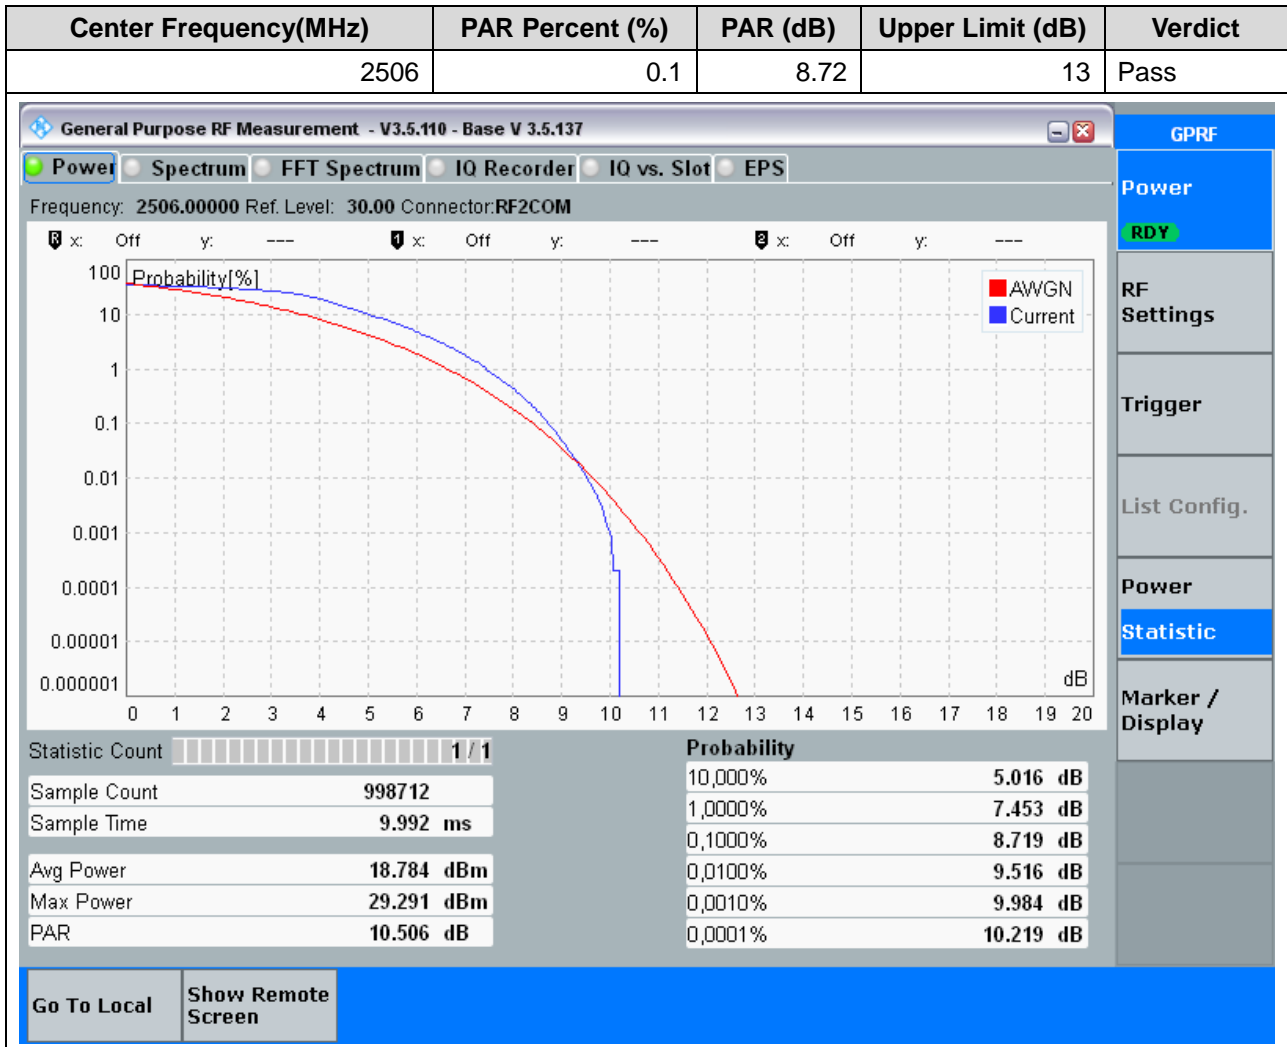 Center Frequency(MHz) PAR Percent (%) PAR (dB) Upper Limit (dB) Verdict
2506 0.1 8.72 13 Pass
General Purpose RF Measurement - V3.5.110 - Base V 3.5.137
GPRF
Power Spectrum FFT Spectrum IQ Recorder IQ vs. Slot EPS
Frequency: 2506.00000 Ref. Level: 30.00 Connector:RF2COM
R x: Off y: --- 1 x: Off y: --- 2 x: Off y: ---
Probability[%]
AWGN
Current
100
10
1
0.1
0.01
0.001
0.0001
0.00001
0.000001
dB
0 1 2 3 4 5 6 7 8 9 10 11 12 13 14 15 16 17 18 19 20
Statistic Count 1 / 1
Sample Count 998712
Sample Time 9.992 ms
Avg Power 18.784 dBm
Max Power 29.291 dBm
PAR 10.506 dB
Probability
10,000% 5.016 dB
1,0000% 7.453 dB
0,1000% 8.719 dB
0,0100% 9.516 dB
0,0010% 9.984 dB
0,0001% 10.219 dB
Power
RDY
RF
Settings
Trigger
List Config.
Power
Statistic
Marker /
Display
Go To Local
Show Remote
Screen